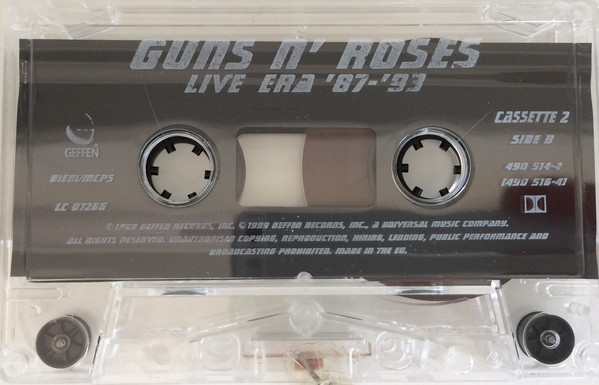 GUNS N' ROSES
LIVE ERA '87-'93
CASSETTE 2
GEFFEN
SIDE B
490 514-2
BIEM/MCPS
(490 516-4)
LC 07266
℗ 1999 GEFFEN RECORDS, INC. © 1999 GEFFEN RECORDS, INC., A UNIVERSAL MUSIC COMPANY.
ALL RIGHTS RESERVED. UNAUTHORISED COPYING, REPRODUCTION, HIRING, LENDING, PUBLIC PERFORMANCE AND
BROADCASTING PROHIBITED. MADE IN THE EU.